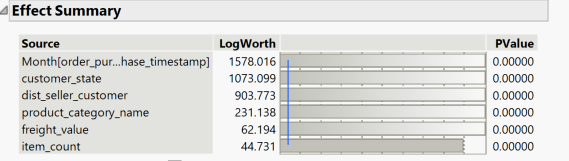 Effect Summary
Source LogWorth PValue
Month[order_pur...hase_timestamp] 1578.016 0.00000
customer_state 1073.099 0.00000
dist_seller_customer 903.773 0.00000
product_category_name 231.138 0.00000
freight_value 62.194 0.00000
item_count 44.731 0.00000